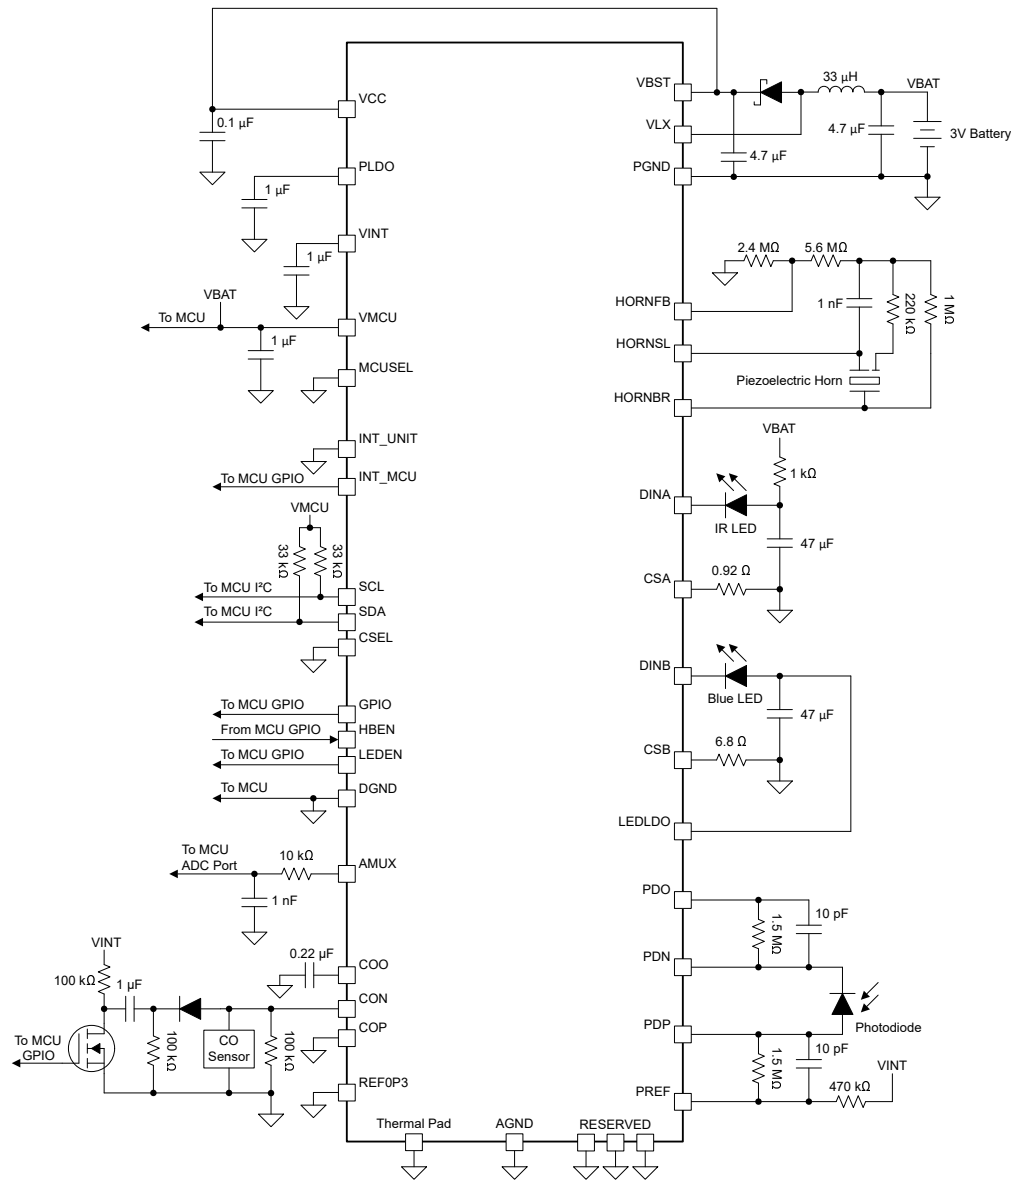 VCC
0.1 µF
PLDO
1 µF
VINT
1 µF
VBAT
To MCU
VMCU
1 µF
MCUSEL
INT_UNIT
To MCU GPIO
INT_MCU
VMCU
33 kΩ
33 kΩ
To MCU I²C
SCL
To MCU I²C
SDA
CSEL
To MCU GPIO
GPIO
From MCU GPIO
HBEN
To MCU GPIO
LEDEN
To MCU
DGND
To MCU
ADC Port
10 kΩ
AMUX
1 nF
VINT
0.22 µF
COO
100 kΩ
1 µF
CON
COP
To MCU
GPIO
100 kΩ
CO
Sensor
100 kΩ
REF0P3
Thermal Pad
AGND
RESERVED
VBST
33 µH
VBAT
VLX
4.7 µF
3V Battery
4.7 µF
PGND
2.4 MΩ
5.6 MΩ
HORNFB
1 nF
220 kΩ
1 MΩ
HORNSL
Piezoelectric Horn
HORNBR
VBAT
1 kΩ
DINA
IR LED
47 µF
CSA
0.92 Ω
DINB
Blue LED
47 µF
CSB
6.8 Ω
LEDLDO
PDO
1.5 MΩ
10 pF
PDN
PDP
Photodiode
1.5 MΩ
10 pF
VINT
PREF
470 kΩ